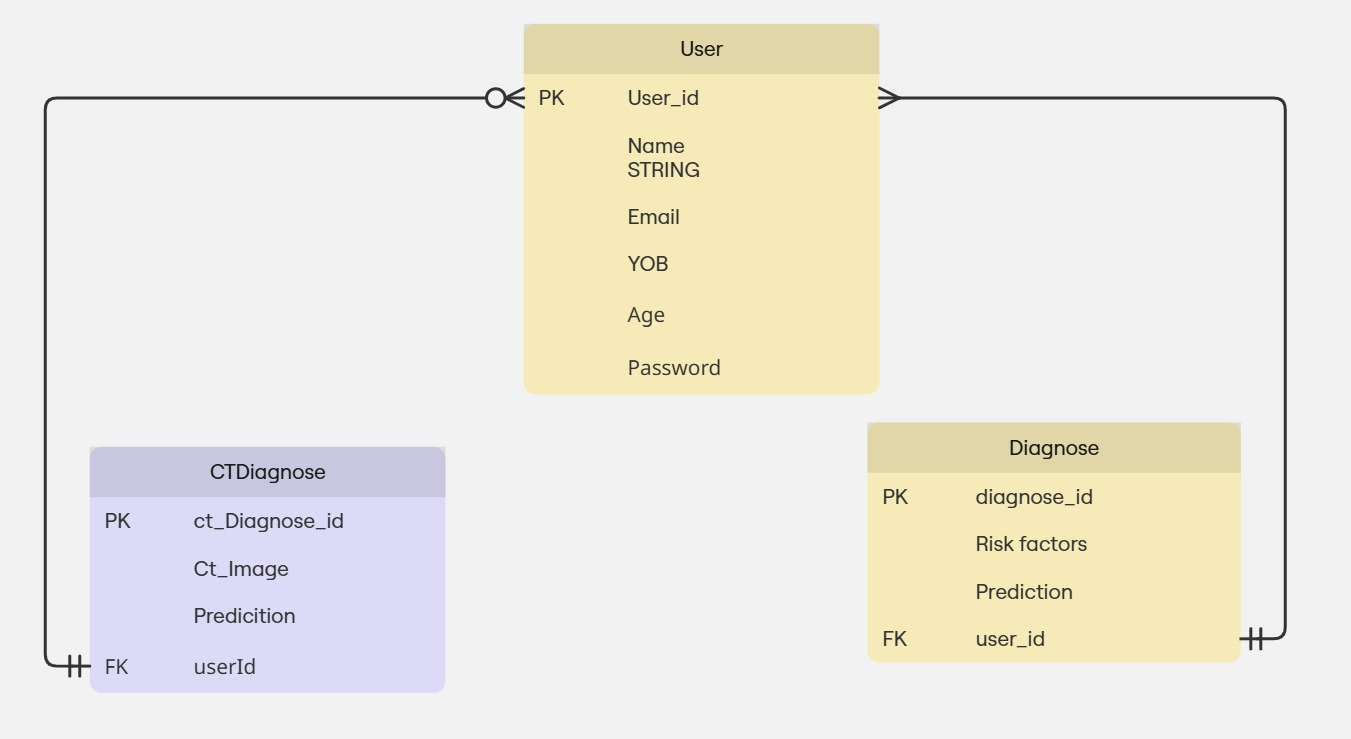 User
PK User_id
Name
STRING
Email
YOB
Age
Password
CTDiagnose
PK ct_Diagnose_id
Ct_Image
Predicition
FK userId
Diagnose
PK diagnose_id
Risk factors
Prediction
FK user_id